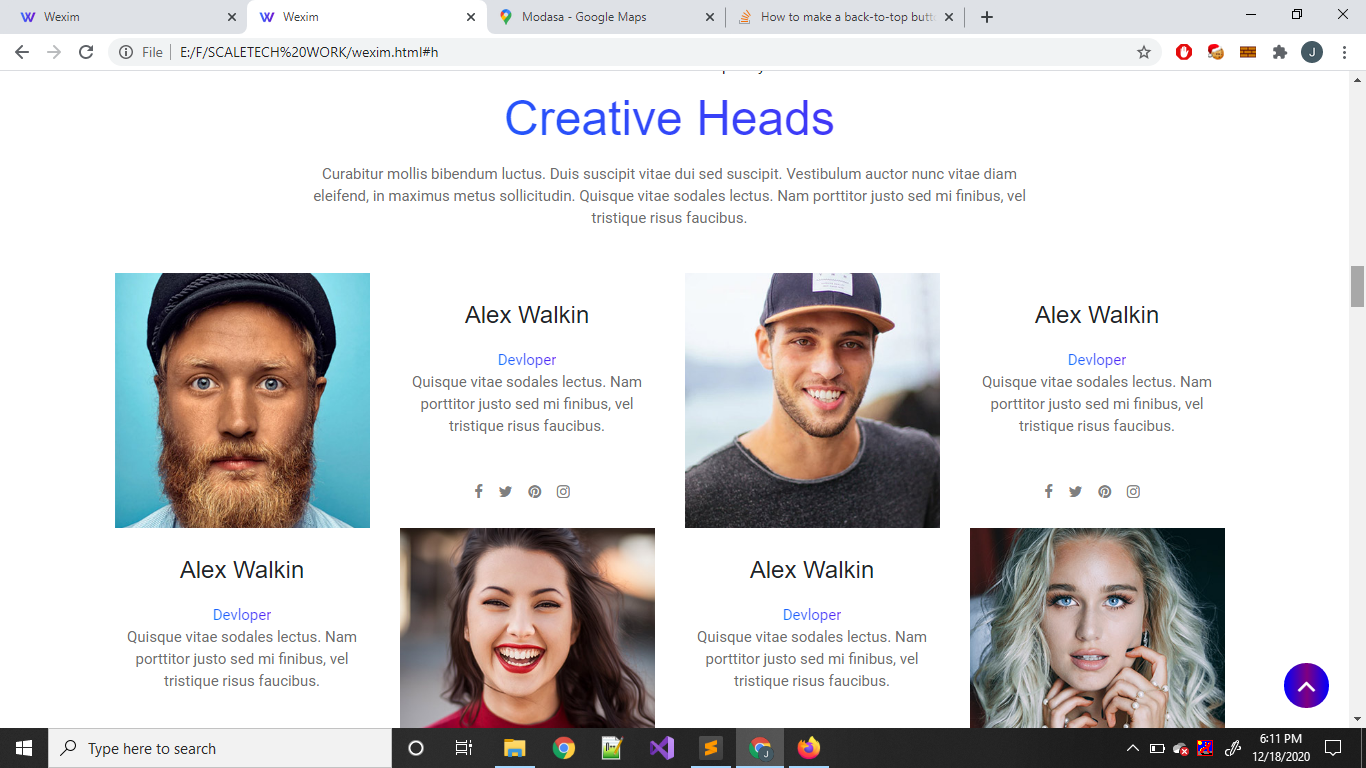 Wexim
Wexim
Modasa - Google Maps
How to make a back-to-top butt
File
E:/F/SCALETECH%20WORK/wexim.html#h
J
Creative Heads
Curabitur mollis bibendum luctus. Duis suscipit vitae dui sed suscipit. Vestibulum auctor nunc vitae diam
eleifend, in maximus metus sollicitudin. Quisque vitae sodales lectus. Nam porttitor justo sed mi finibus, vel
tristique risus faucibus.
Alex Walkin
Devloper
Quisque vitae sodales lectus. Nam
porttitor justo sed mi finibus, vel
tristique risus faucibus.
Alex Walkin
Devloper
Quisque vitae sodales lectus. Nam
porttitor justo sed mi finibus, vel
tristique risus faucibus.
Alex Walkin
Devloper
Quisque vitae sodales lectus. Nam
porttitor justo sed mi finibus, vel
tristique risus faucibus.
Alex Walkin
Devloper
Quisque vitae sodales lectus. Nam
porttitor justo sed mi finibus, vel
tristique risus faucibus.
Type here to search
J
6:11 PM
12/18/2020